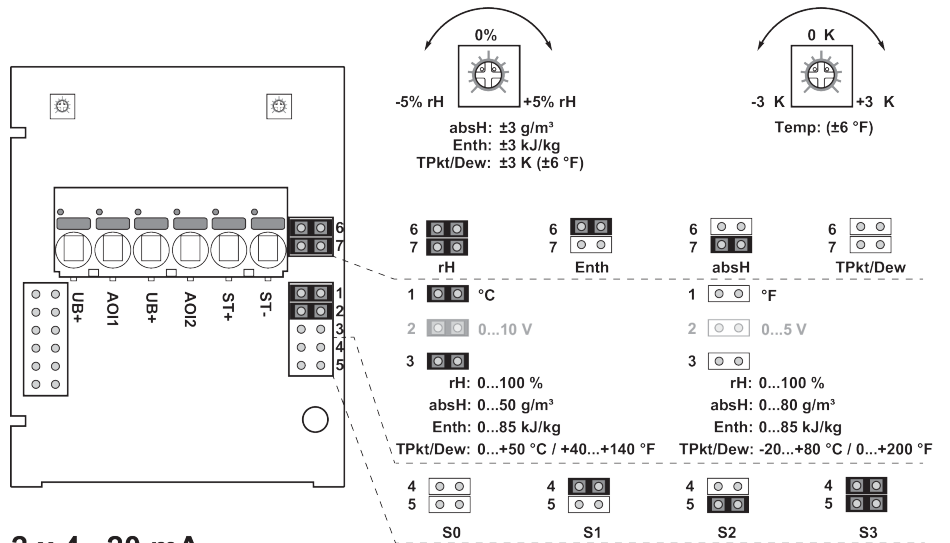 0%
0 K
-5% rH +5% rH
-3 K +3 K
absH: ±3 g/m³
Enth: ±3 kJ/kg
TPkt/Dew: ±3 K (±6 °F)
Temp: (±6 °F)
6
7
UB+ AOI1 UB+ AOI2 ST+ ST-
1
2
3
4
5
6
7
rH
6
7
Enth
6
7
absH
6
7
TPkt/Dew
1 °C
2 0...10 V
3
rH: 0...100 %
absH: 0...50 g/m³
Enth: 0...85 kJ/kg
TPkt/Dew: 0...+50 °C / +40...+140 °F
1 °F
2 0...5 V
3
rH: 0...100 %
absH: 0...80 g/m³
Enth: 0...85 kJ/kg
TPkt/Dew: -20...+80 °C / 0...+200 °F
4
5
S0
4
5
S1
4
5
S2
4
5
S3